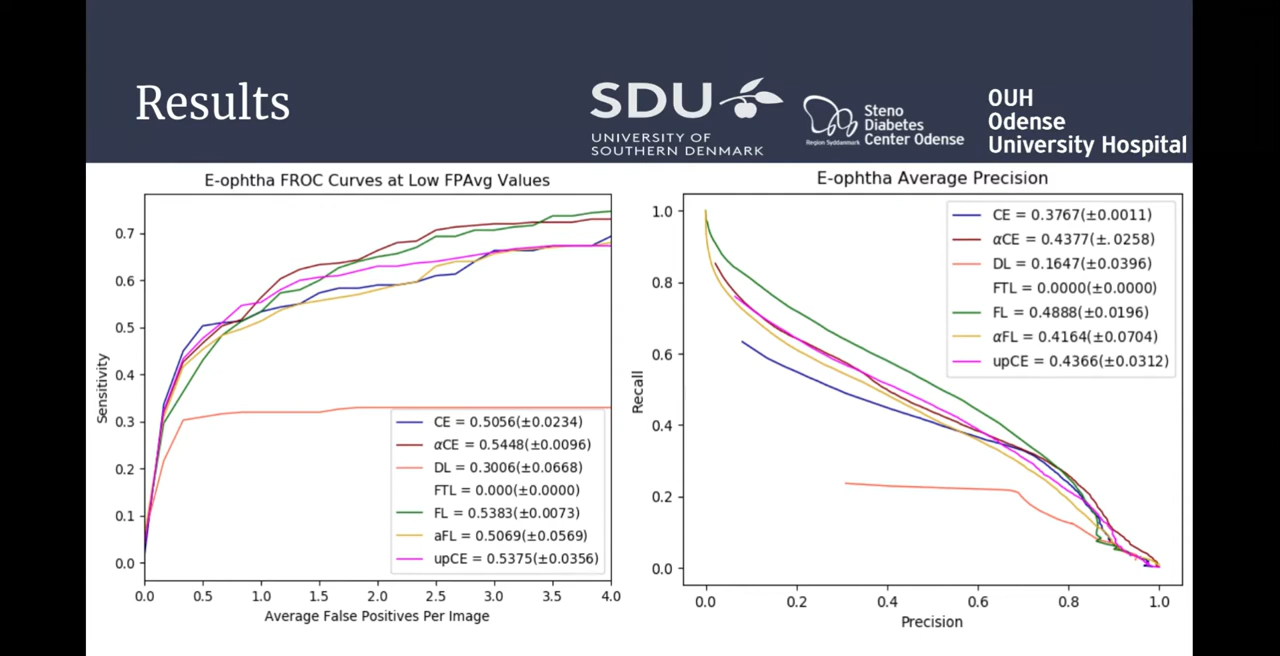 Results
SDU
UNIVERSITY OF
SOUTHERN DENMARK
Region Syddanmark
Steno
Diabetes
Center Odense
OUH
Odense
University Hospital
E-ophtha FROC Curves at Low FPAvg Values
Sensitivity
0.7
0.6
0.5
0.4
0.3
0.2
0.1
0.0
CE = 0.5056(±0.0234)
αCE = 0.5448(±0.0096)
DL = 0.3006(±0.0668)
FTL = 0.000(±0.0000)
FL = 0.5383(±0.0073)
aFL = 0.5069(±0.0569)
upCE = 0.5375(±0.0356)
0.0 0.5 1.0 1.5 2.0 2.5 3.0 3.5 4.0
Average False Positives Per Image
E-ophtha Average Precision
Recall
1.0
0.8
0.6
0.4
0.2
0.0
CE = 0.3767(±0.0011)
αCE = 0.4377(±.0258)
DL = 0.1647(±0.0396)
FTL = 0.0000(±0.0000)
FL = 0.4888(±0.0196)
αFL = 0.4164(±0.0704)
upCE = 0.4366(±0.0312)
0.0 0.2 0.4 0.6 0.8 1.0
Precision